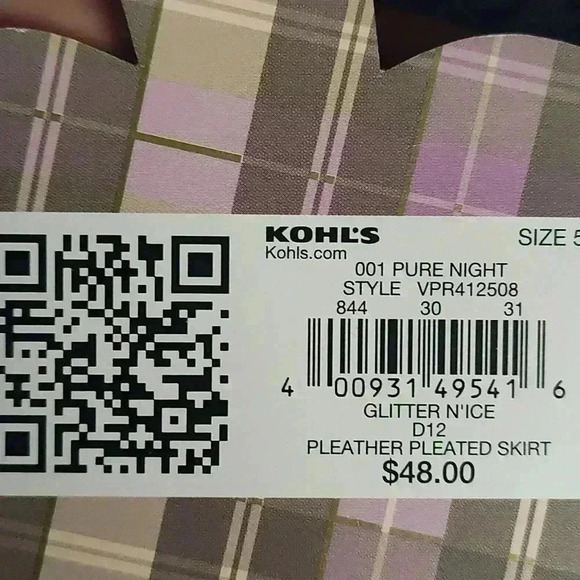 KOHL'S SIZE 5
Kohls.com
001 PURE NIGHT
STYLE VPR412508
844 30 31
4 00931 49541 6
GLITTER N'ICE
D12
PLEATHER PLEATED SKIRT
$48.00